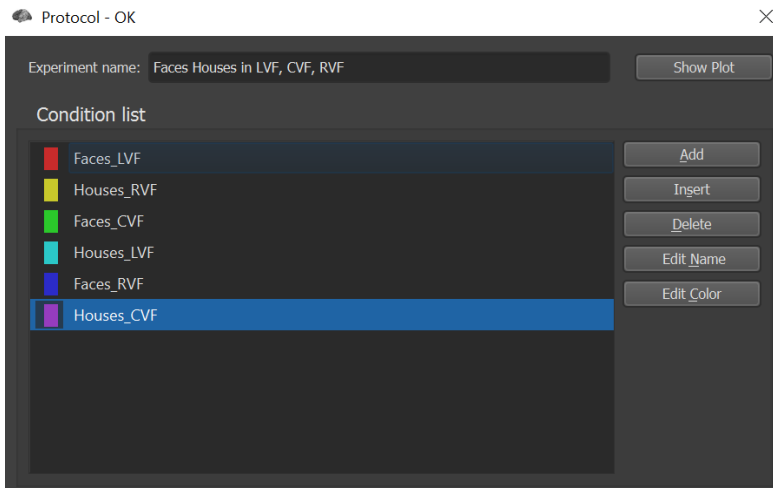 Protocol - OK
Experiment name: Faces Houses in LVF, CVF, RVF Show Plot
Condition list
Faces_LVF Add
Houses_RVF Insert
Faces_CVF Delete
Houses_LVF Edit Name
Faces_RVF Edit Color
Houses_CVF